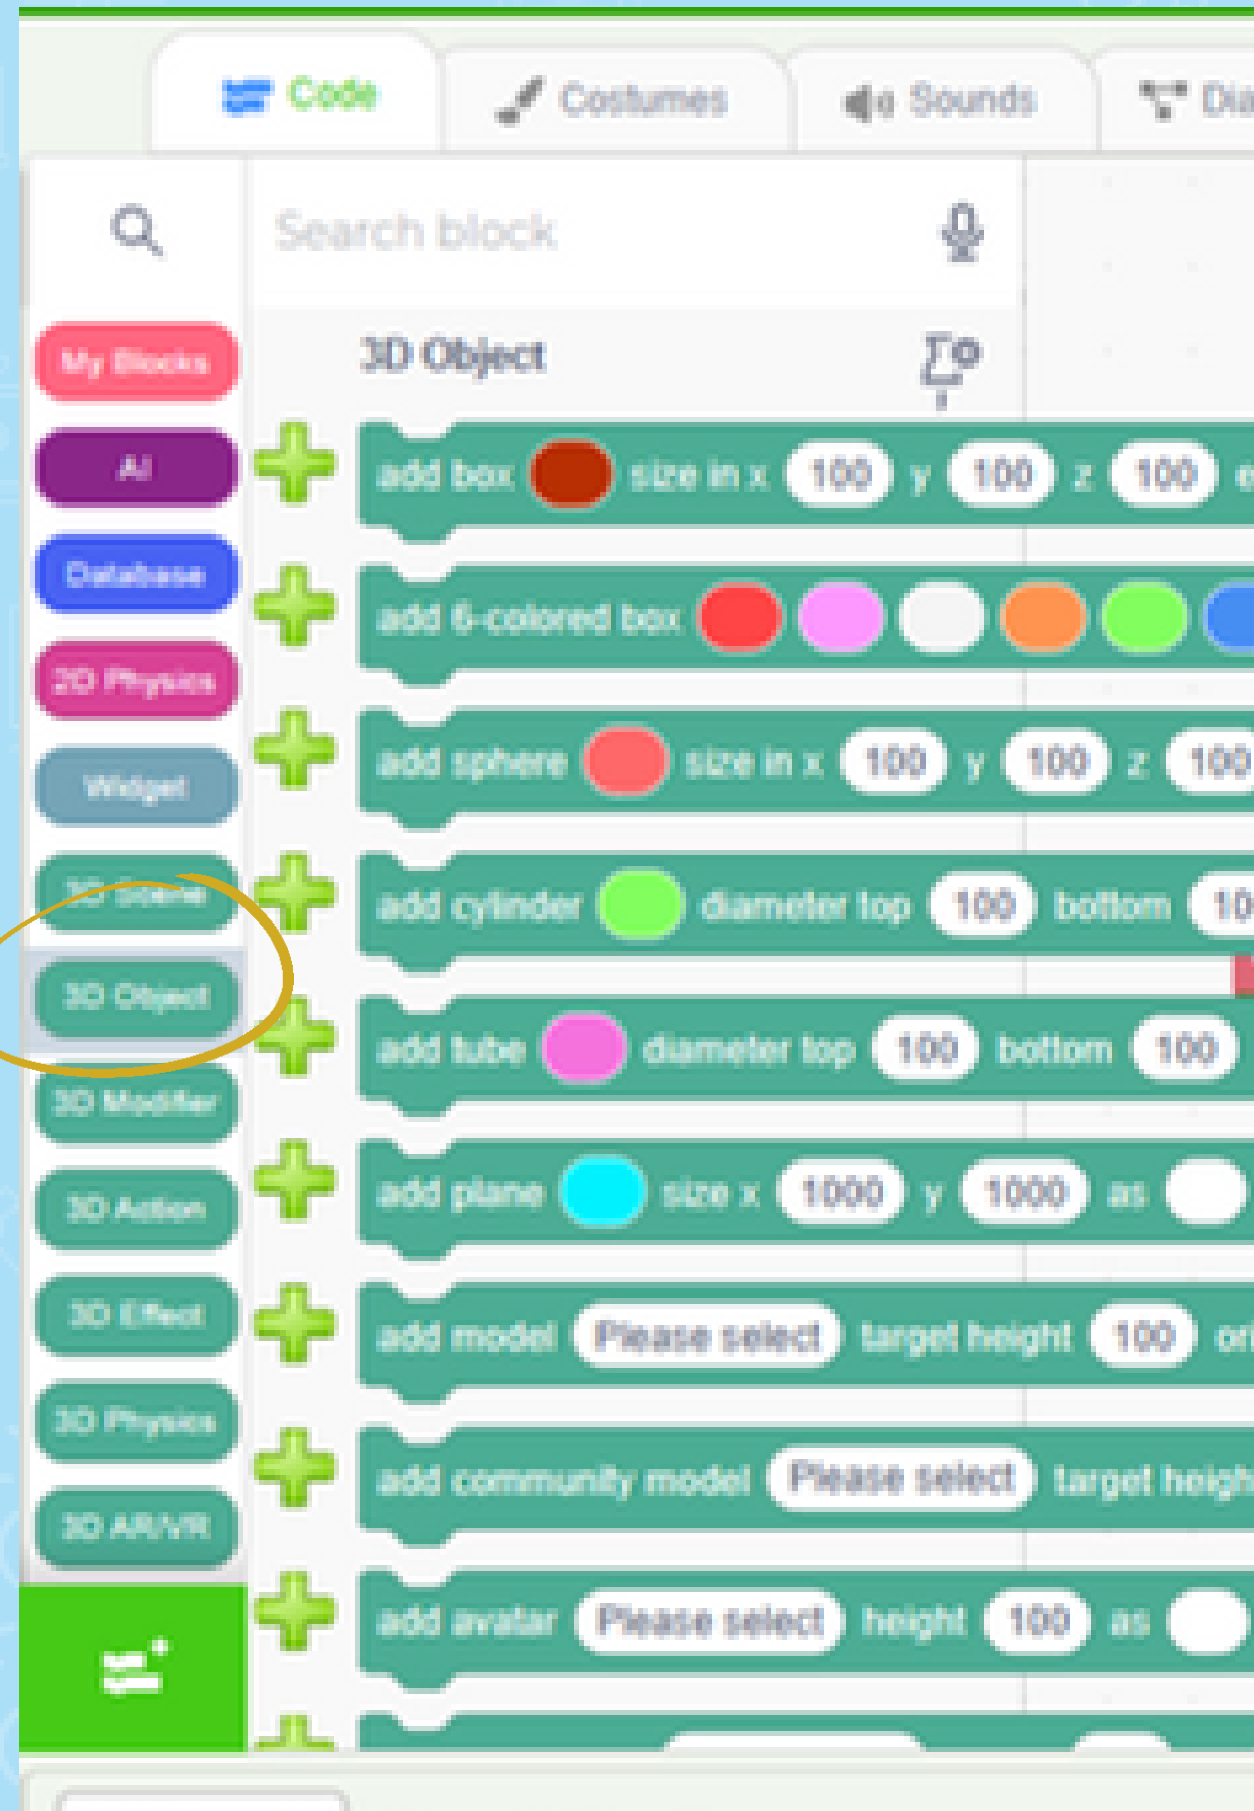 Code Costumes Sounds
Search block
3D Object
My Blocks
AI
Database
2D Physics
Widget
3D Scene
3D Object
3D Modifier
3D Action
3D Effect
3D Physics
3D AR/VR
add box size in x 100 y 100 z 100
add 6-colored box
add sphere size in x 100 y 100 z 100
add cylinder diameter top 100 bottom
add tube diameter top 100 bottom 100
add plane size x 1000 y 1000 as
add model Please select target height 100
add community model Please select target
add avatar Please select height 100 as